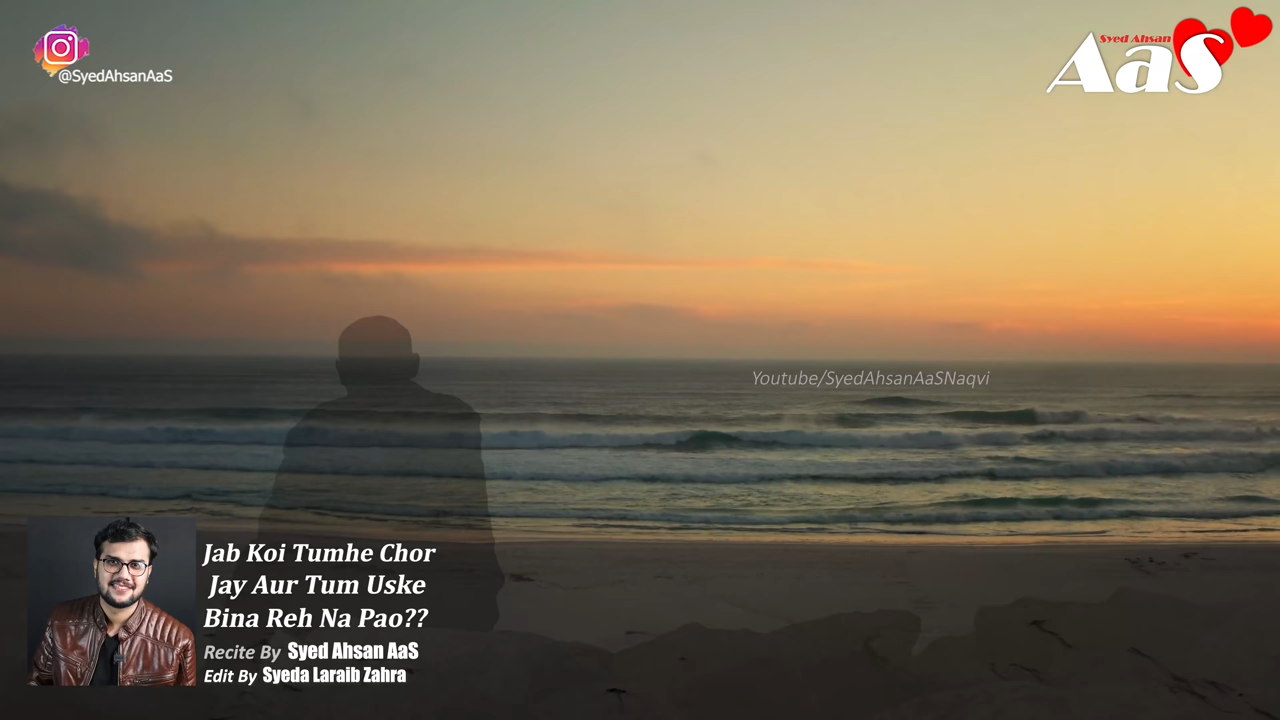 @SyedAhsanAaS
Syed Ahsan
AaS
Youtube/SyedAhsanAaSNaqvi
Jab Koi Tumhe Chor
Jay Aur Tum Uske
Bina Reh Na Pao??
Recite By Syed Ahsan AaS
Edit By Syeda Laraib Zahra